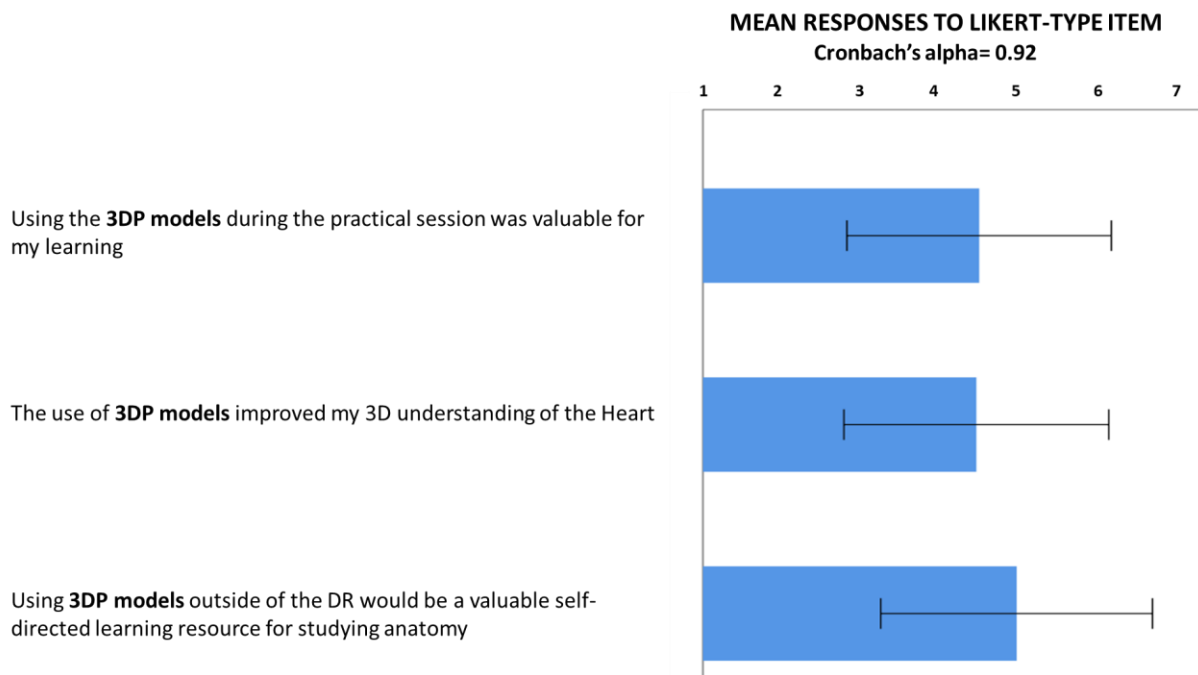 MEAN RESPONSES TO LIKERT-TYPE ITEM
Cronbach's alpha= 0.92
1 2 3 4 5 6 7
Using the 3DP models during the practical session was valuable for
my learning
The use of 3DP models improved my 3D understanding of the Heart
Using 3DP models outside of the DR would be a valuable self-
directed learning resource for studying anatomy